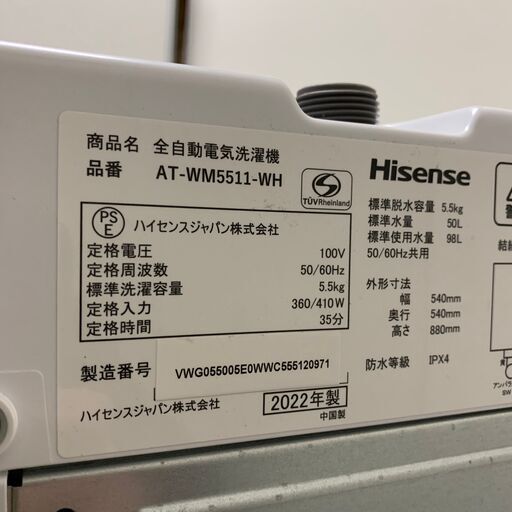 商品名 全自動電気洗濯機
品番 AT-WM5511-WH
TÜVRheinland
PS
E
ハイセンスジャパン株式会社
定格電圧 100V
定格周波数 50/60Hz
標準洗濯容量 5.5kg
定格入力 360/410W
定格時間 35分
製造番号 VWG055005E0WWC555120971
ハイセンスジャパン株式会社
2022年製
中国製
Hisense
標準脱水容量 5.5kg
標準水量 50L
標準使用水量 98L
50/60Hz共用
外形寸法
幅 540mm
奥行 540mm
高さ 880mm
防水等級 IPX4
アンバラ
SW